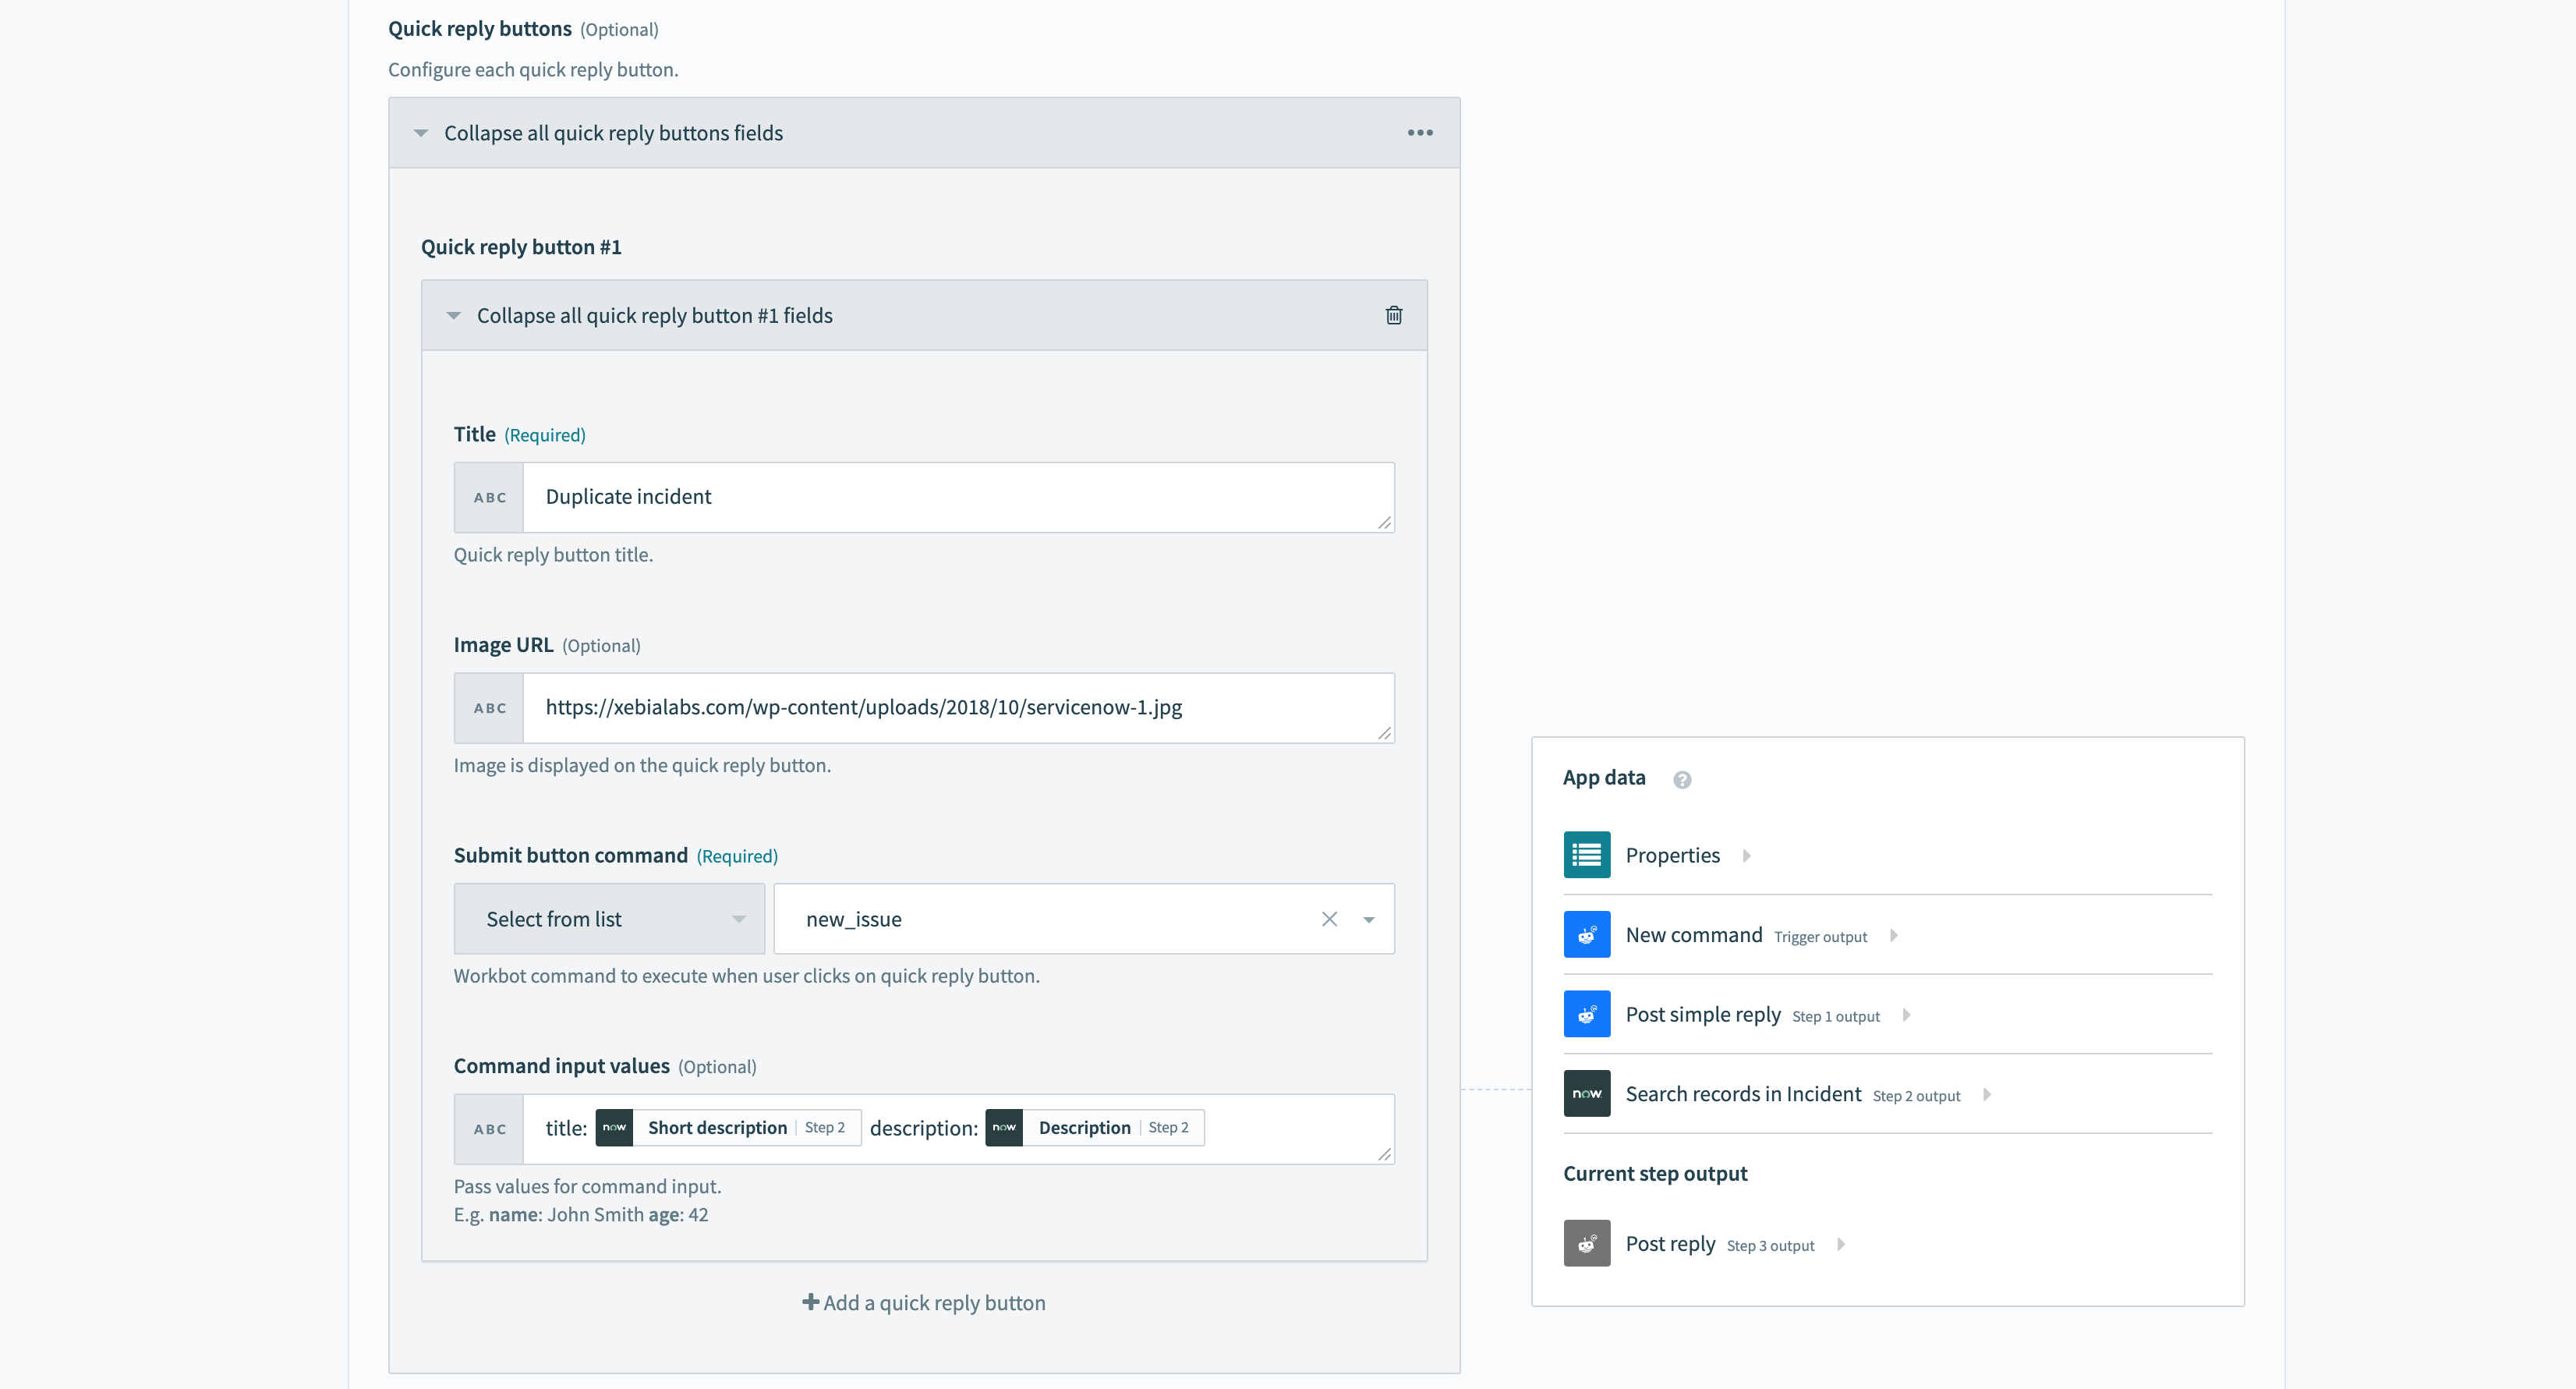 Quick reply buttons (Optional)
Configure each quick reply button.
Collapse all quick reply buttons fields
Quick reply button #1
Collapse all quick reply button #1 fields
Title (Required)
ABC Duplicate incident
Quick reply button title.
Image URL (Optional)
ABC https://xebialabs.com/wp-content/uploads/2018/10/servicenow-1.jpg
Image is displayed on the quick reply button.
Submit button command (Required)
Select from list new_issue
Workbot command to execute when user clicks on quick reply button.
Command input values (Optional)
ABC title: now Short description Step 2 description: now Description Step 2
Pass values for command input.
E.g. name: John Smith age: 42
Add a quick reply button
App data ?
Properties
New command Trigger output
Post simple reply Step 1 output
now Search records in Incident Step 2 output
Current step output
Post reply Step 3 output